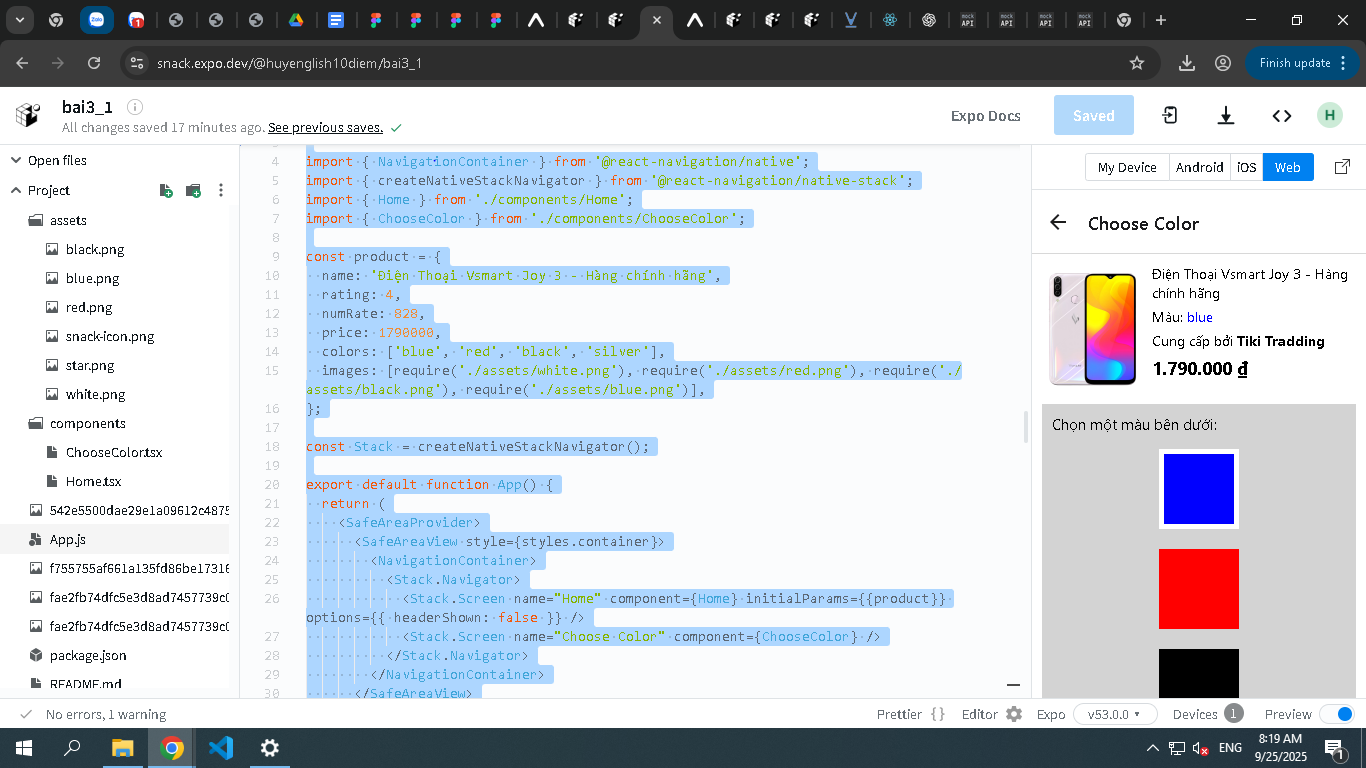 snack.expo.dev/@huyenglish10diem/bai3_1
Finish update
bai3_1
All changes saved 17 minutes ago. See previous saves.
Expo Docs
Saved
H
Open files
Project
assets
black.png
blue.png
red.png
snack-icon.png
star.png
white.png
components
ChooseColor.tsx
Home.tsx
542e5500dae29e1a09612c4875
App.js
f755755af661a135fd86be17316
fae2fb74dfc5e3d8ad7457739c0
fae2fb74dfc5e3d8ad7457739c0
package.json
README.md
4 import { NavigationContainer } from '@react-navigation/native';
5 import { createNativeStackNavigator } from '@react-navigation/native-stack';
6 import { Home } from './components/Home';
7 import { ChooseColor } from './components/ChooseColor';
8
9 const product = {
10 name: 'Điện Thoại Vsmart Joy 3 - Hàng chính hãng',
11 rating: 4,
12 numRate: 828,
13 price: 1790000,
14 colors: ['blue', 'red', 'black', 'silver'],
15 images: [require('./assets/white.png'), require('./assets/red.png'), require('./
assets/black.png'), require('./assets/blue.png')],
16 };
17
18 const Stack = createNativeStackNavigator();
19
20 export default function App() {
21 return (
22 <SafeAreaProvider>
23 <SafeAreaView style={styles.container}>
24 <NavigationContainer>
25 <Stack.Navigator>
26 <Stack.Screen name="Home" component={Home} initialParams={{product}}
options={{ headerShown: false }} />
27 <Stack.Screen name="Choose Color" component={ChooseColor} />
28 </Stack.Navigator>
29 </NavigationContainer>
30 </SafeAreaView>
My Device Android iOS Web
Choose Color
Điện Thoại Vsmart Joy 3 - Hàng
chính hãng
Màu: blue
Cung cấp bởi Tiki Tradding
1.790.000 ₫
Chọn một màu bên dưới:
No errors, 1 warning
Prettier {} Editor Expo v53.0.0 Devices 1 Preview
ENG
8:19 AM
9/25/2025
1